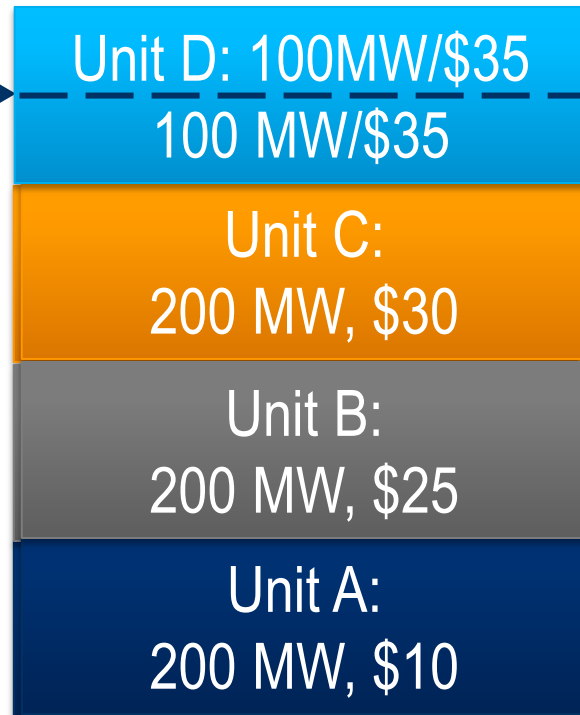 Unit D: 100MW/$35
100 MW/$35
Unit C:
200 MW, $30
Unit B:
200 MW, $25
Unit A:
200 MW, $10